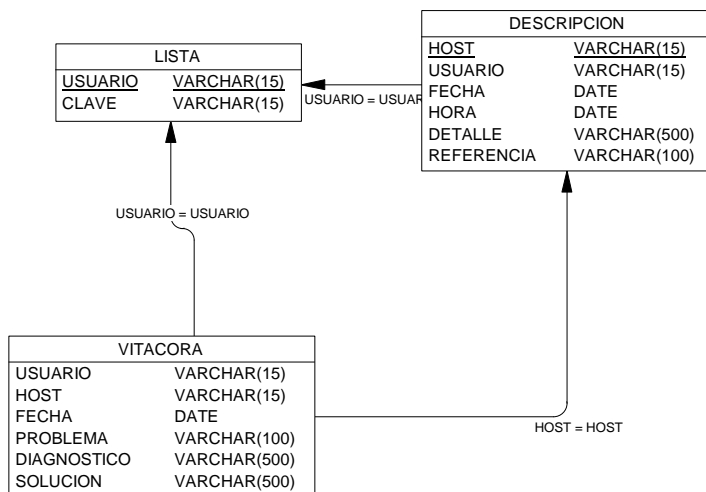 LISTA
USUARIO VARCHAR(15)
CLAVE VARCHAR(15)
USUARIO = USUAR
DESCRIPCION
HOST VARCHAR(15)
USUARIO VARCHAR(15)
FECHA DATE
HORA DATE
DETALLE VARCHAR(500)
REFERENCIA VARCHAR(100)
USUARIO = USUARIO
VITACORA
USUARIO VARCHAR(15)
HOST VARCHAR(15)
FECHA DATE
PROBLEMA VARCHAR(100)
DIAGNOSTICO VARCHAR(500)
SOLUCION VARCHAR(500)
HOST = HOST